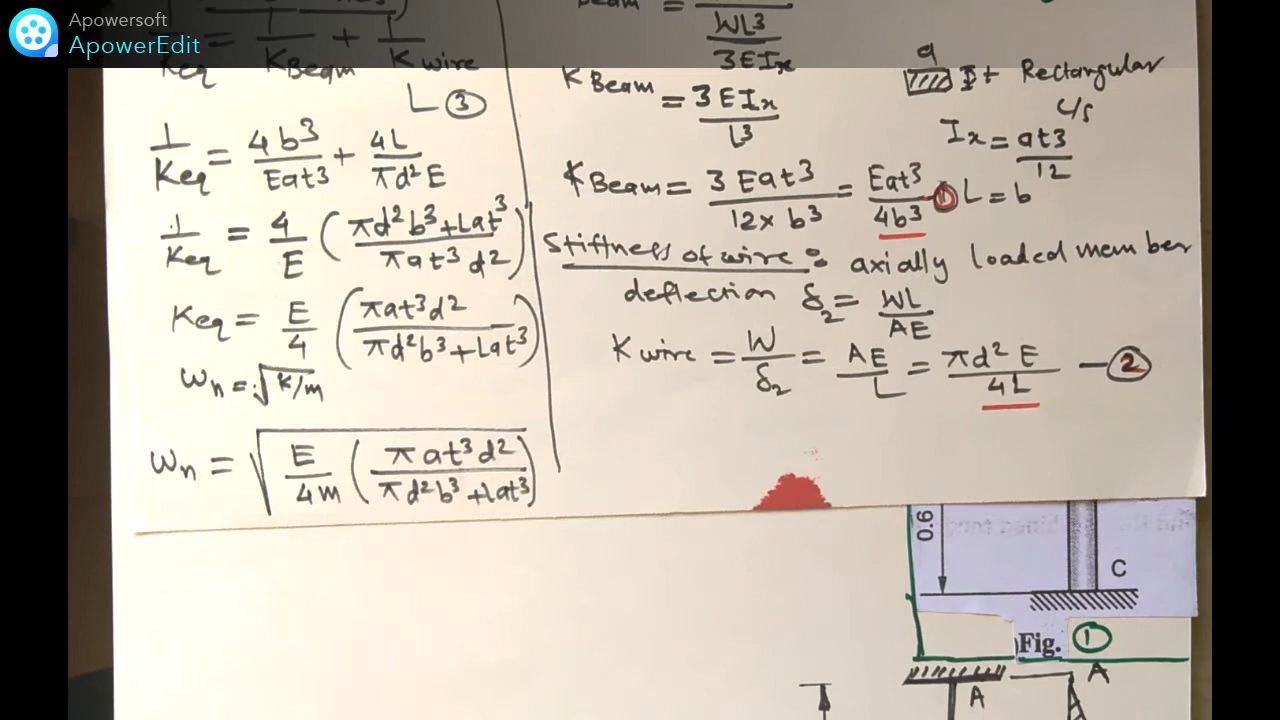 Apowersoft
ApowerEdit
1/Keq = 1/KBeam + 1/Kwire
L ③
1/Keq = 4b³/Eat³ + 4L/πd²E
1/Keq = 4/E (πd²b³+Lat³/πat³d²)
Keq = E/4 (πat³d²/πd²b³+Lat³)
ωn = √K/m
ωn = √E/4m (πat³d²/πd²b³+Lat³)
Beam =
WL³/3EIx
KBeam = 3EIx/L³
a
t Rectangular
c/s
Ix = at3/12
KBeam = 3Eat³/12×b³ = Eat³/4b³ ① L = b
Stiffness of wire : axially loaded member
deflection δ₂ = WL/AE
Kwire = W/δ₂ = AE/L = πd²E/4L — ②
0.6
C
Fig. ①
A
A